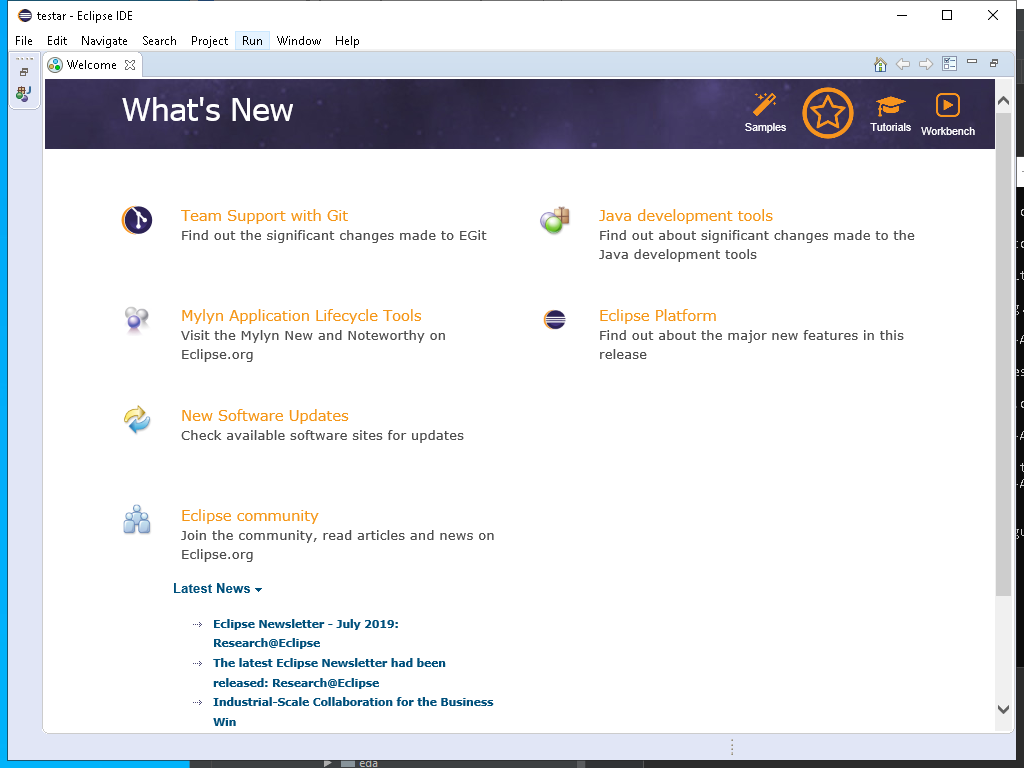 testar - Eclipse IDE
File Edit Navigate Search Project Run Window Help
Welcome
What's New
Samples
Tutorials
Workbench
Team Support with Git
Find out the significant changes made to EGit
Java development tools
Find out about significant changes made to the
Java development tools
Mylyn Application Lifecycle Tools
Visit the Mylyn New and Noteworthy on
Eclipse.org
Eclipse Platform
Find out about the major new features in this
release
New Software Updates
Check available software sites for updates
Eclipse community
Join the community, read articles and news on
Eclipse.org
Latest News
Eclipse Newsletter - July 2019:
Research@Eclipse
The latest Eclipse Newsletter had been
released: Research@Eclipse
Industrial-Scale Collaboration for the Business
Win
eda